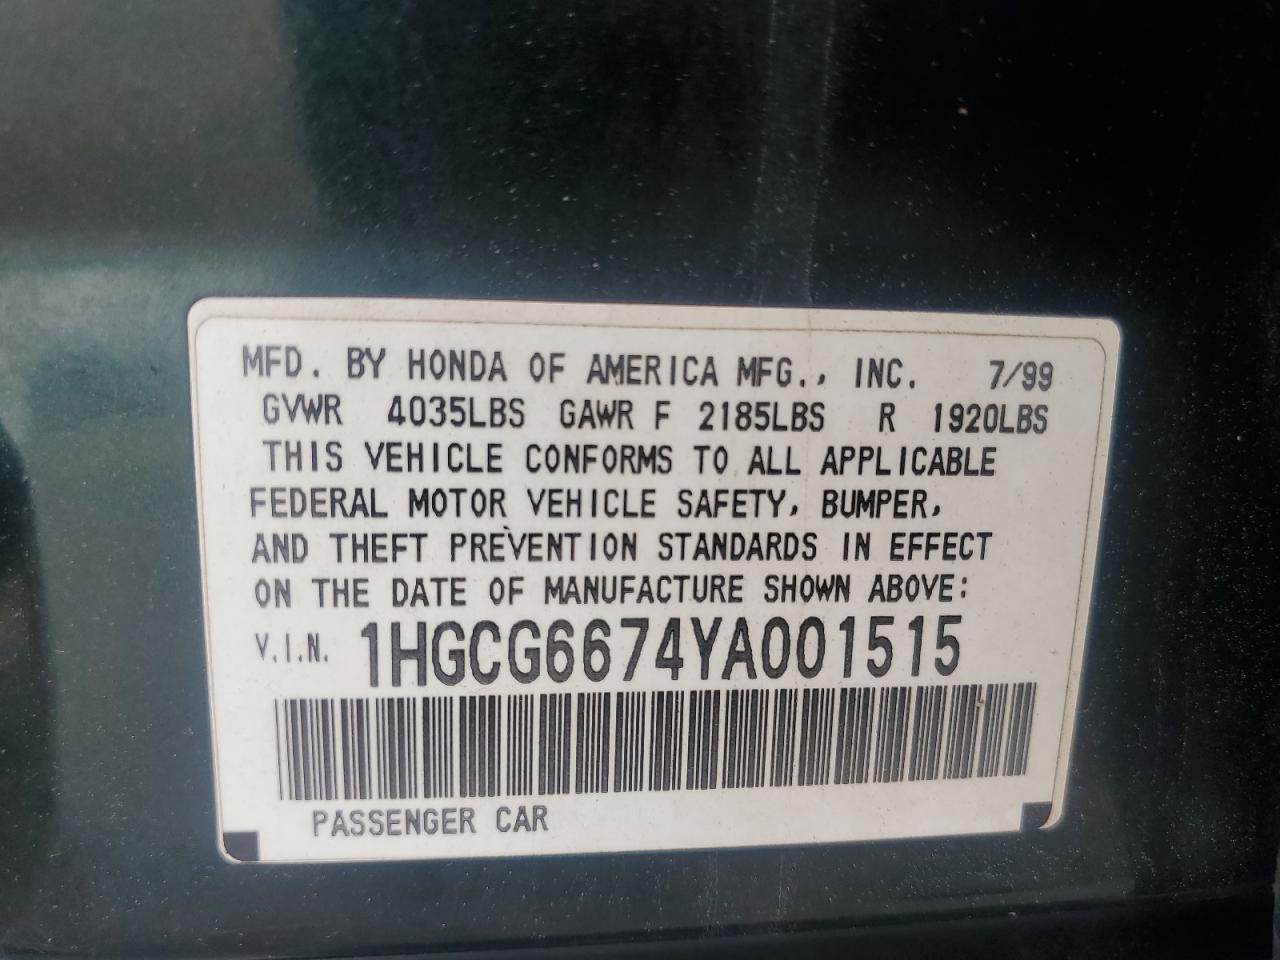 MFD. BY HONDA OF AMERICA MFG., INC. 7/99
GVWR 4035LBS GAWR F 2185LBS R 1920LBS
THIS VEHICLE CONFORMS TO ALL APPLICABLE
FEDERAL MOTOR VEHICLE SAFETY, BUMPER,
AND THEFT PREVENTION STANDARDS IN EFFECT
ON THE DATE OF MANUFACTURE SHOWN ABOVE:
V.I.N. 1HGCG6674YA001515
PASSENGER CAR